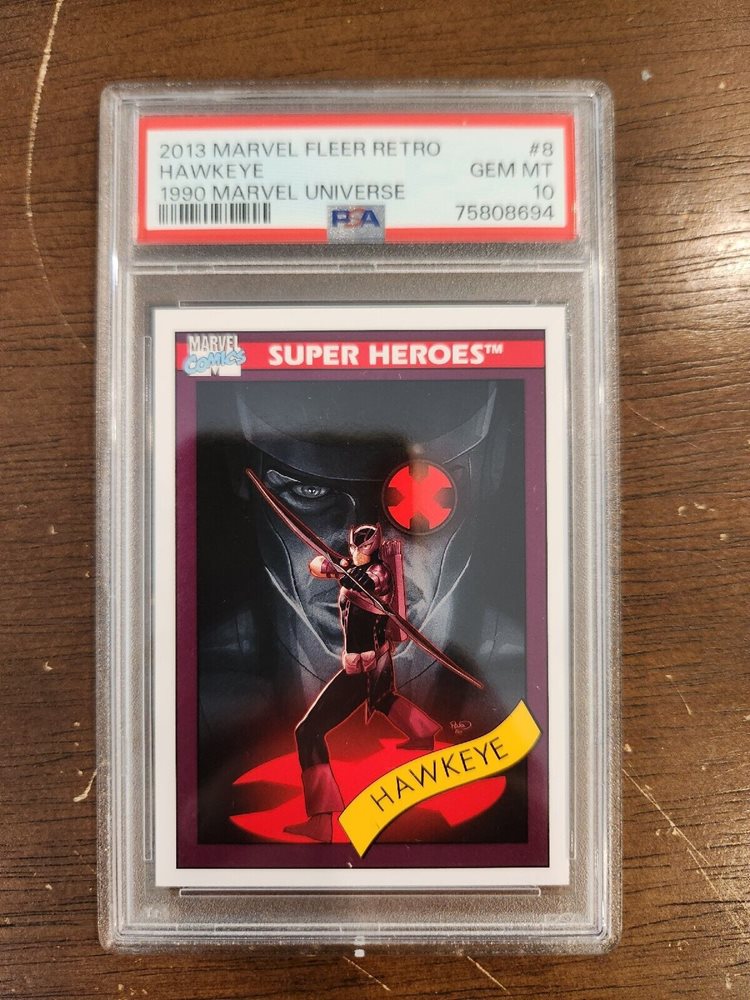 2013 MARVEL FLEER RETRO #8
HAWKEYE GEM MT
1990 MARVEL UNIVERSE 10
PSA 75808694
MARVEL
COMICS
M
SUPER HEROES™
HAWKEYE